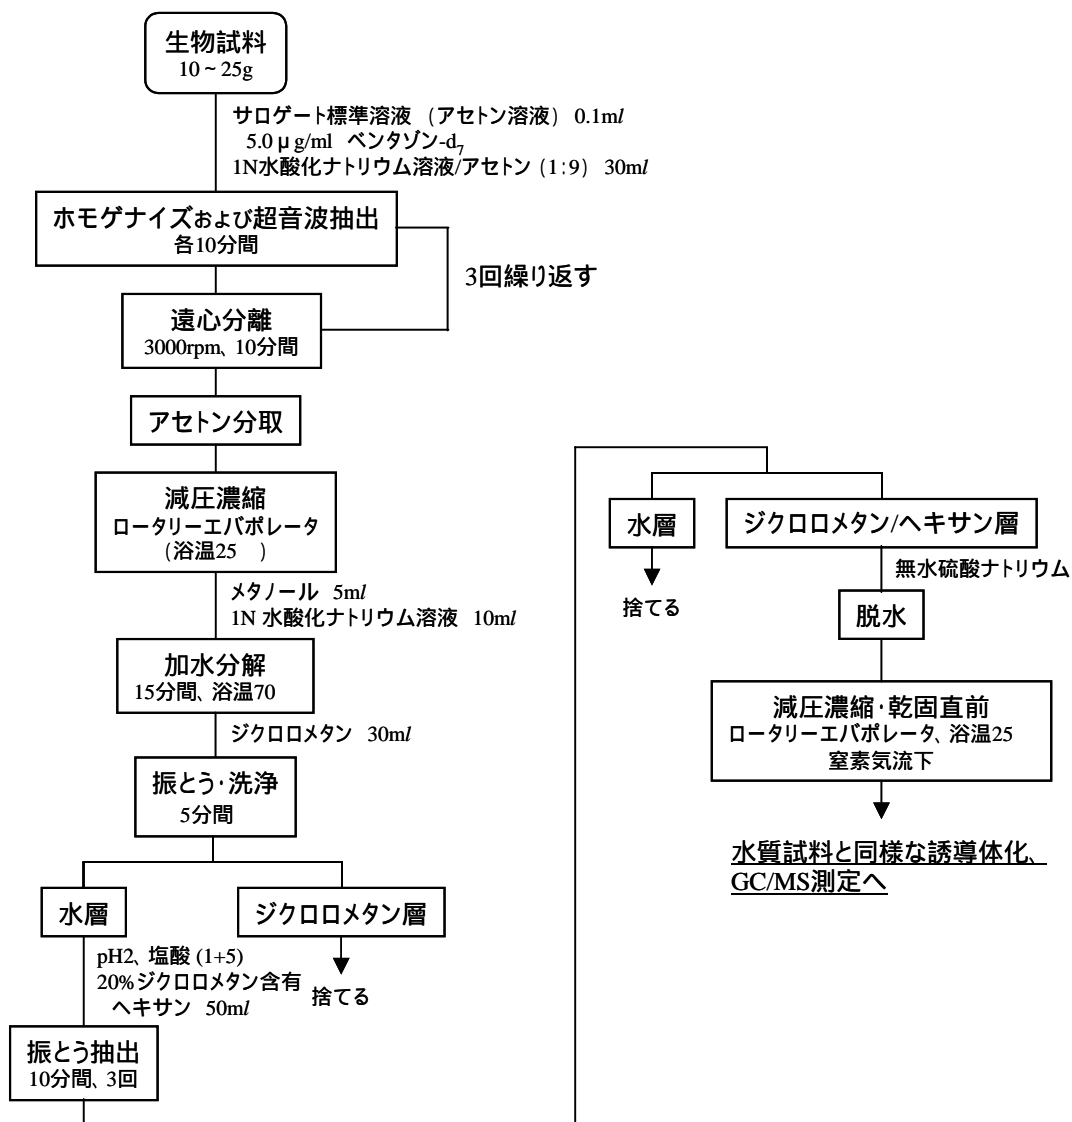 生物試料
10~25g
サロゲート標準溶液 (アセトン溶液) 0.1ml
5.0μg/ml ベンタゾン-d7
1N水酸化ナトリウム溶液/アセトン (1:9) 30ml
ホモゲナイズおよび超音波抽出
各10分間
3回繰り返す
遠心分離
3000rpm、10分間
アセトン分取
減圧濃縮
ロータリーエバポレータ
(浴温25 )
メタノール 5ml
1N 水酸化ナトリウム溶液 10ml
加水分解
15分間、浴温70
ジクロロメタン 30ml
振とう・洗浄
5分間
水層
ジクロロメタン層
pH2、塩酸 (1+5)
20%ジクロロメタン含有
ヘキサン 50ml
捨てる
振とう抽出
10分間、3回
水層
ジクロロメタン/ヘキサン層
捨てる
無水硫酸ナトリウム
脱水
減圧濃縮・乾固直前
ロータリーエバポレータ、浴温25
窒素気流下
水質試料と同様な誘導体化、
GC/MS測定へ